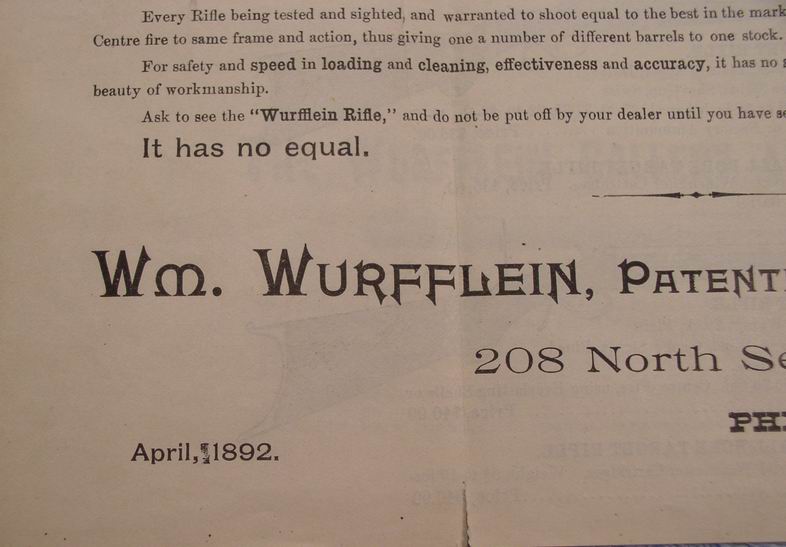 Every Rifle being tested and sighted, and warranted to shoot equal to the best in the mark
Centre fire to same frame and action, thus giving one a number of different barrels to one stock.
For safety and speed in loading and cleaning, effectiveness and accuracy, it has no
beauty of workmanship.
Ask to see the "Wurfflein Rifle," and do not be put off by your dealer until you have se
It has no equal.
Wm. Wurfflein, Patent
208 North Se
PH
April, 1892.